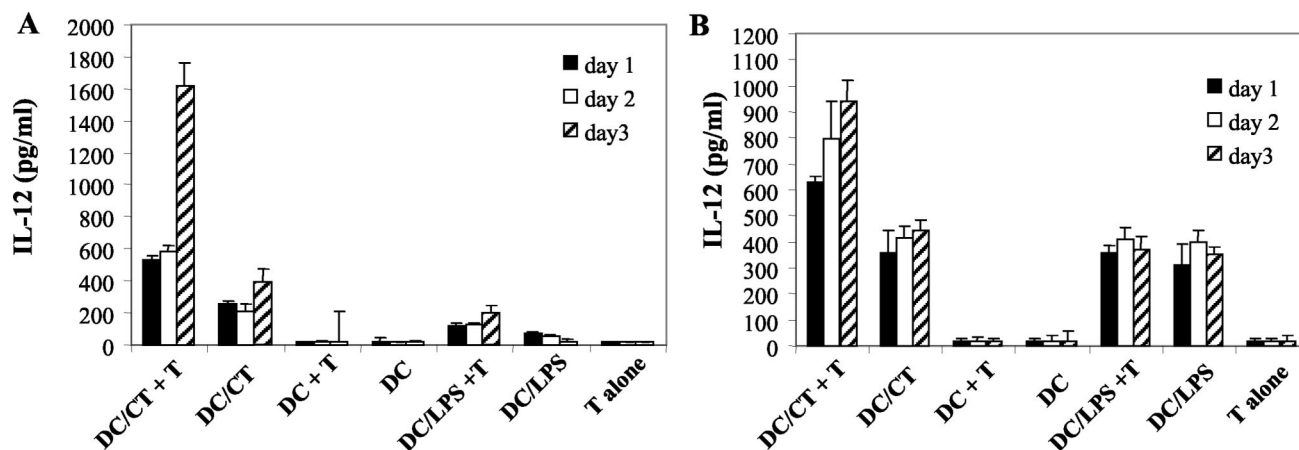 A
IL-12 (pg/ml)
2000
1800
1600
1400
1200
1000
800
600
400
200
0
day 1
day 2
day3
DC/CT + T
DC/CT
DC + T
DC
DC/LPS +T
DC/LPS
T alone
B
IL-12 (pg/ml)
1200
1100
1000
900
800
700
600
500
400
300
200
100
0
day 1
day 2
day3
DC/CT + T
DC/CT
DC + T
DC
DC/LPS +T
DC/LPS
T alone